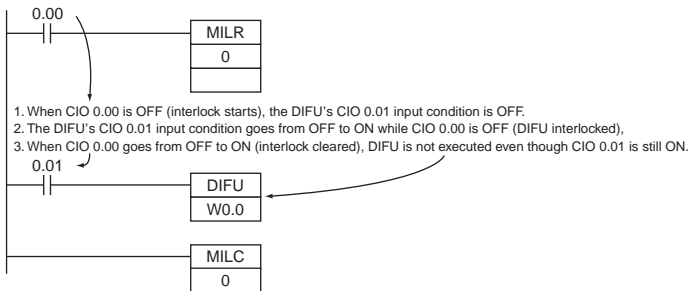 0.00
MILR
0
1. When CIO 0.00 is OFF (interlock starts), the DIFU's CIO 0.01 input condition is OFF.
2. The DIFU's CIO 0.01 input condition goes from OFF to ON while CIO 0.00 is OFF (DIFU interlocked),
3. When CIO 0.00 goes from OFF to ON (interlock cleared), DIFU is not executed even though CIO 0.01 is still ON.
0.01
DIFU
W0.0
MILC
0